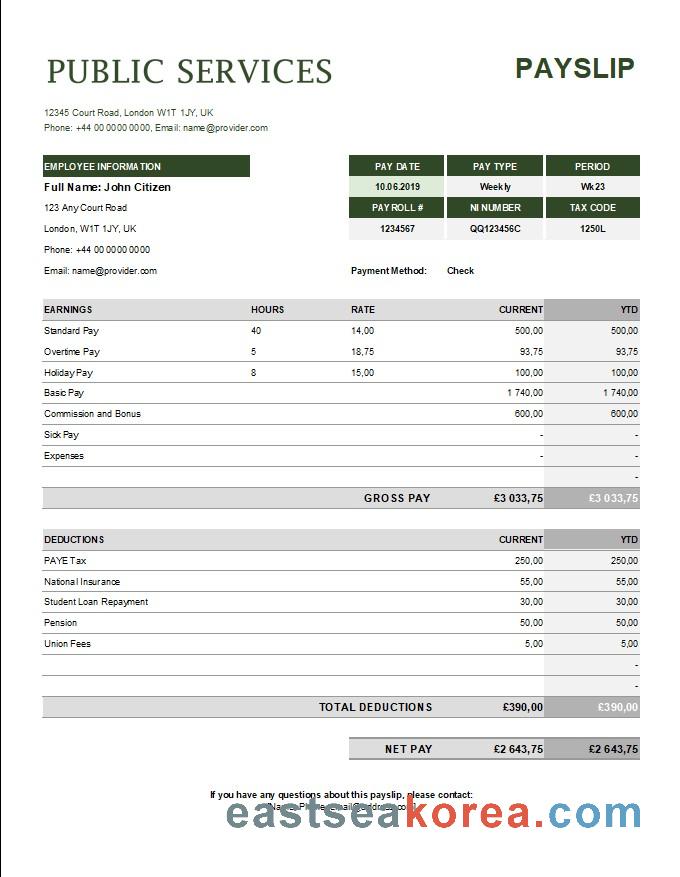 PUBLIC SERVICES PAYSLIP
12345 Court Road, London W1T 1JY, UK
Phone: +44 00 0000 0000, Email: name@provider.com
EMPLOYEE INFORMATION PAY DATE PAY TYPE PERIOD
Full Name: John Citizen 10.06.2019 Weekly Wk23
123 Any Court Road PAYROLL # NI NUMBER TAX CODE
London, W1T 1JY, UK 1234567 QQ123456C 1250L
Phone: +44 00 0000 0000
Email: name@provider.com Payment Method: Check
EARNINGS HOURS RATE CURRENT YTD
Standard Pay 40 14,00 500,00 500,00
Overtime Pay 5 18,75 93,75 93,75
Holiday Pay 8 15,00 100,00 100,00
Basic Pay 1 740,00 1 740,00
Commission and Bonus 600,00 600,00
Sick Pay - -
Expenses - -
-
GROSS PAY £3 033,75 £3 033,75
DEDUCTIONS CURRENT YTD
PAYE Tax 250,00 250,00
National Insurance 55,00 55,00
Student Loan Repayment 30,00 30,00
Pension 50,00 50,00
Union Fees 5,00 5,00
-
-
TOTAL DEDUCTIONS £390,00 £390,00
NET PAY £2 643,75 £2 643,75
If you have any questions about this payslip, please contact:
eastseakorea.com